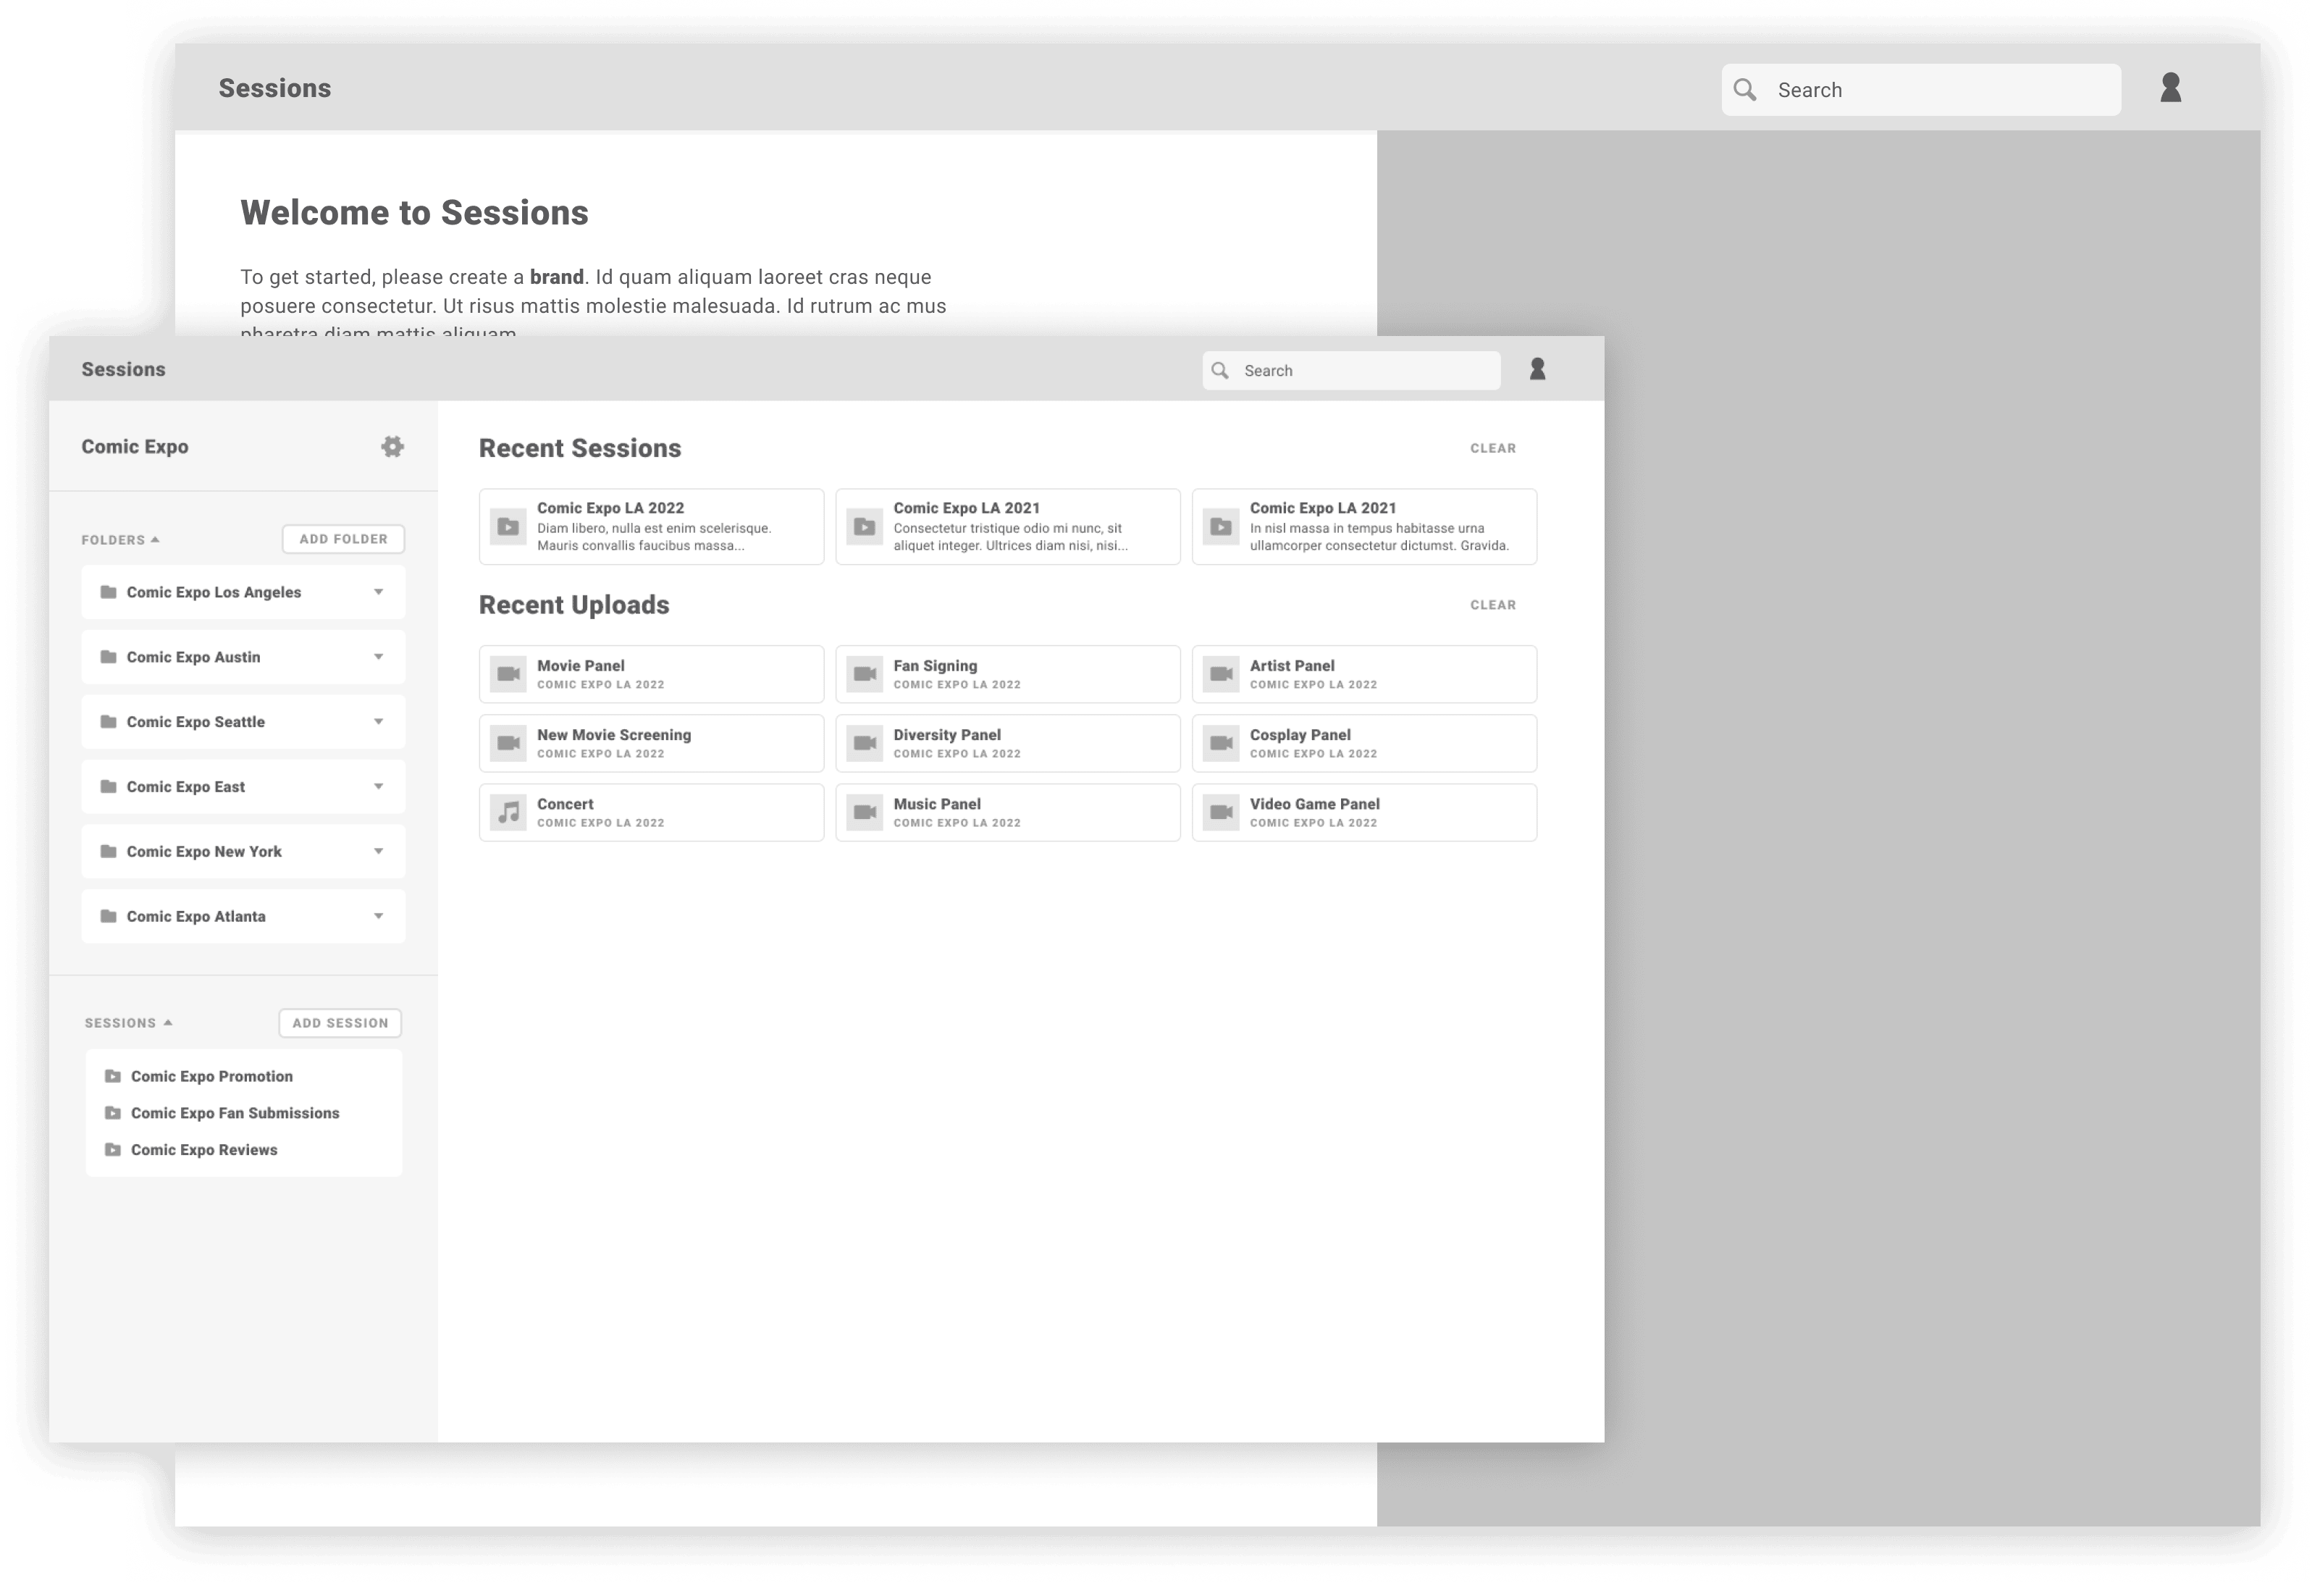 Sessions
Search
Welcome to Sessions
To get started, please create a brand. Id quam aliquam laoreet cras neque
posuere consectetur. Ut risus mattis molestie malesuada. Id rutrum ac mus
pharetra diam mattis aliquam
Sessions
Search
Comic Expo
FOLDERS
ADD FOLDER
Comic Expo Los Angeles
Comic Expo Austin
Comic Expo Seattle
Comic Expo East
Comic Expo New York
Comic Expo Atlanta
SESSIONS
ADD SESSION
Comic Expo Promotion
Comic Expo Fan Submissions
Comic Expo Reviews
Recent Sessions
CLEAR
Comic Expo LA 2022
Diam libero, nulla est enim scelerisque.
Mauris convallis faucibus massa...
Comic Expo LA 2021
Consectetur tristique odio mi nunc, sit
aliquet integer. Ultrices diam nisi, nisi...
Comic Expo LA 2021
In nisl massa in tempus habitasse urna
ullamcorper consectetur dictumst. Gravida.
Recent Uploads
CLEAR
Movie Panel
COMIC EXPO LA 2022
Fan Signing
COMIC EXPO LA 2022
Artist Panel
COMIC EXPO LA 2022
New Movie Screening
COMIC EXPO LA 2022
Diversity Panel
COMIC EXPO LA 2022
Cosplay Panel
COMIC EXPO LA 2022
Concert
COMIC EXPO LA 2022
Music Panel
COMIC EXPO LA 2022
Video Game Panel
COMIC EXPO LA 2022